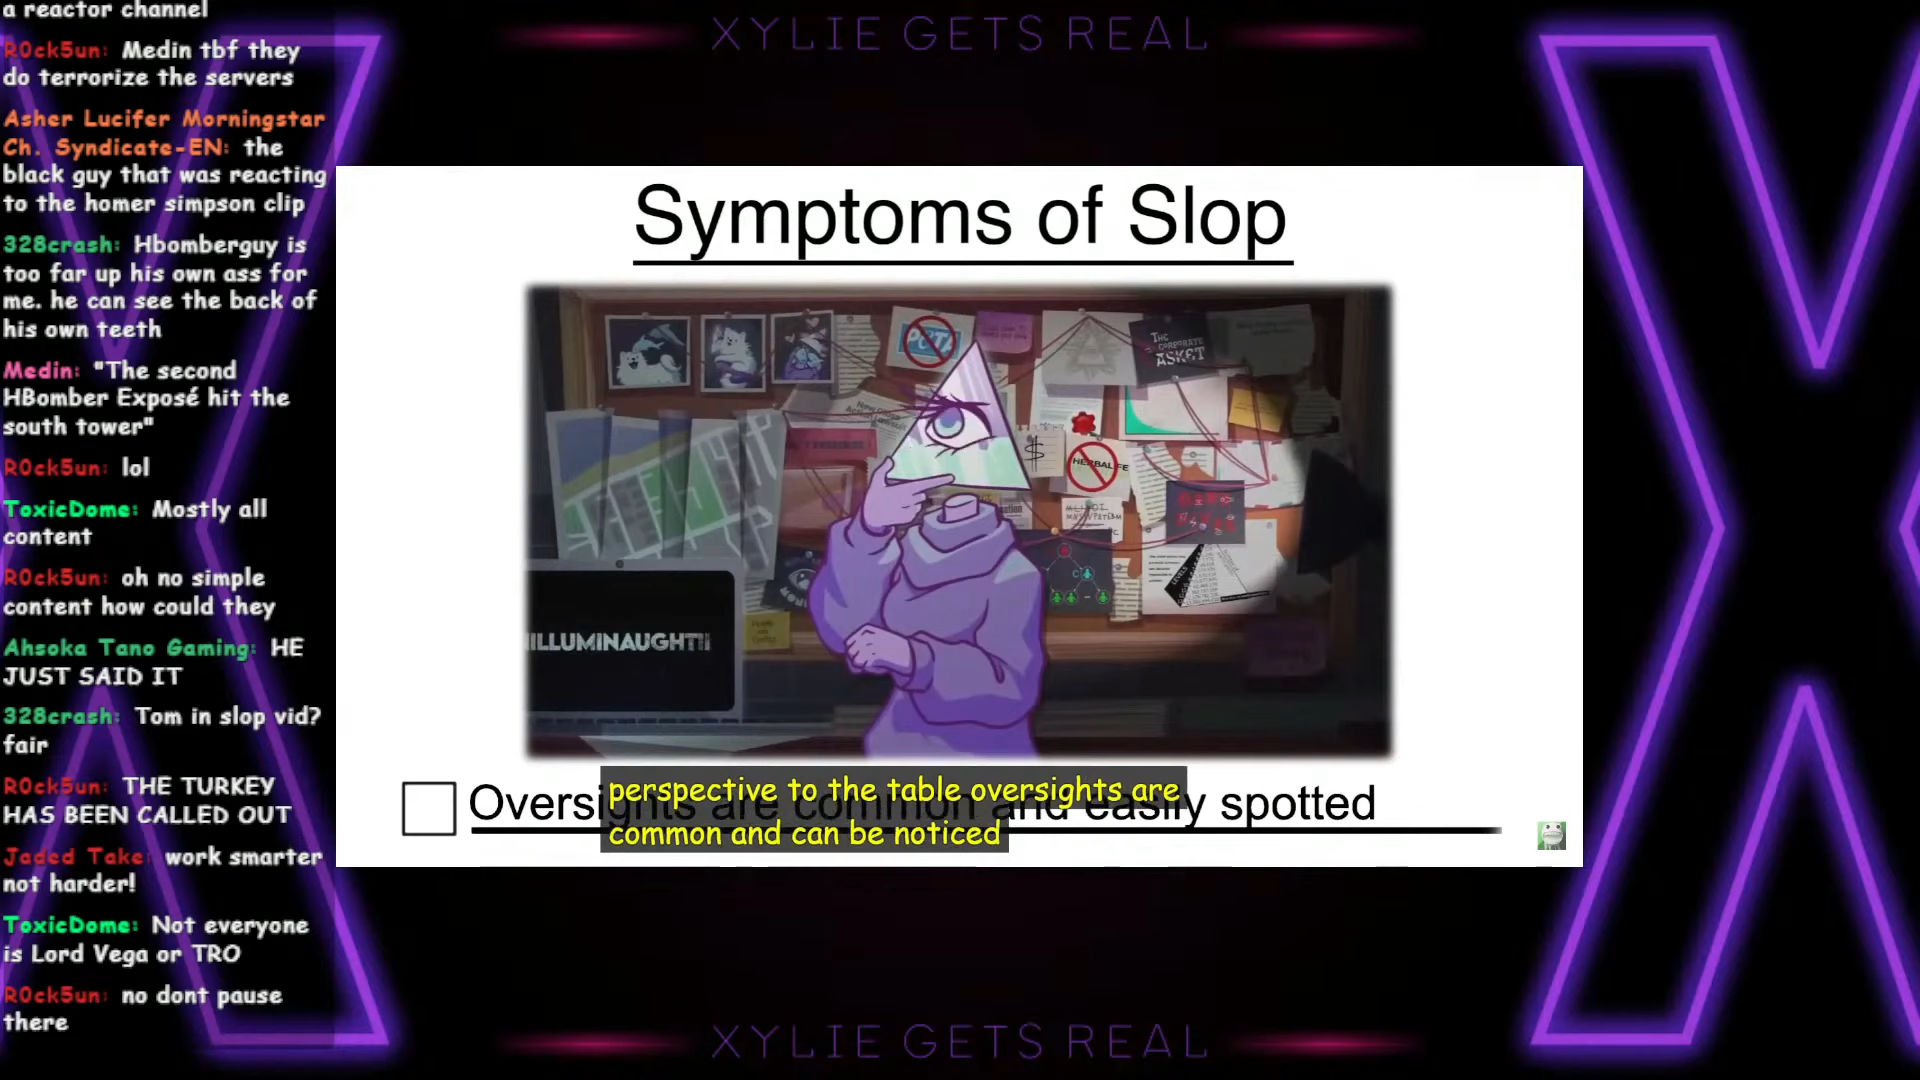 XYLIE GETS REAL
a reactor channel
R0ck5un: Medin tbf they
do terrorize the servers
Asher Lucifer Morningstar
Ch. Syndicate-EN: the
black guy that was reacting
to the homer simpson clip
328crash: Hbomberguy is
too far up his own ass for
me. he can see the back of
his own teeth
Medin: "The second
HBomber Exposé hit the
south tower"
R0ck5un: lol
ToxicDome: Mostly all
content
R0ck5un: oh no simple
content how could they
Ahsoka Tano Gaming: HE
JUST SAID IT
328crash: Tom in slop vid?
fair
R0ck5un: THE TURKEY
HAS BEEN CALLED OUT
Jaded Take: work smarter
not harder!
ToxicDome: Not everyone
is Lord Vega or TRO
R0ck5un: no dont pause
there
Symptoms of Slop
PETA
THE
CORPORATE
$
HERBALIFE
ILLUMINAUGHTII
Oversights are common and easily spotted
perspective to the table oversights are
common and can be noticed
XYLIE GETS REAL